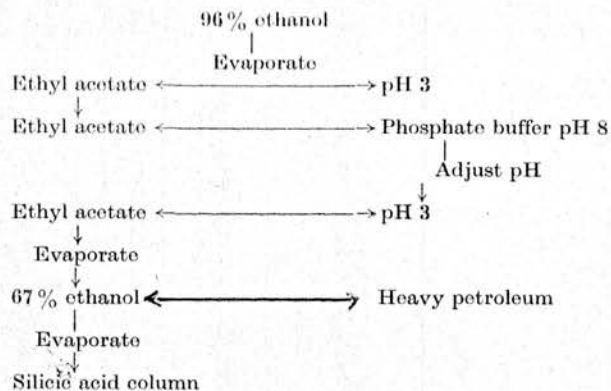 96 % ethanol
Evaporate
Ethyl acetate pH 3
Ethyl acetate Phosphate buffer pH 8
Adjust pH
Ethyl acetate pH 3
Evaporate
67 % ethanol Heavy petroleum
Evaporate
Silicic acid column